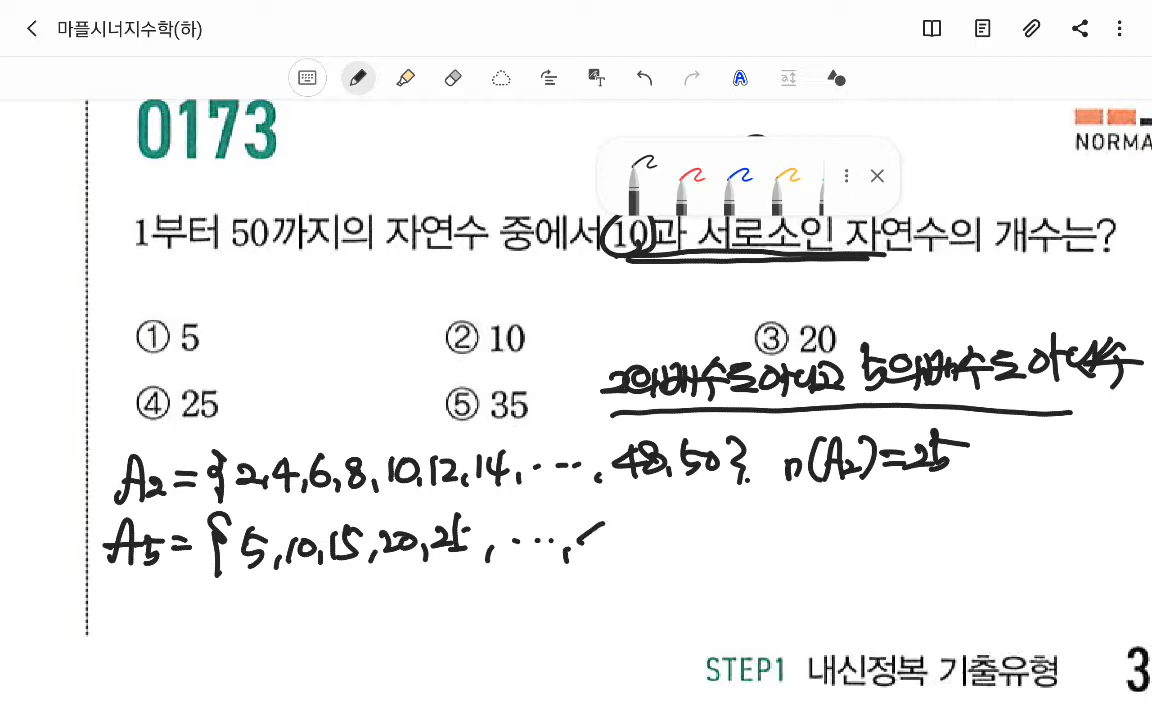 마플시너지수학(하)
0173
NORMA
1부터 50까지의 자연수 중에서 10과 서로소인 자연수의 개수는?
① 5 ② 10 ③ 20
2의배수도아니고 5의배수도 아닌수
④ 25 ⑤ 35
A₂={2,4,6,8,10,12,14,⋯,48,50}. n(A₂)=25
A₅={5,10,15,20,25,⋯,
STEP1 내신정복 기출유형 3